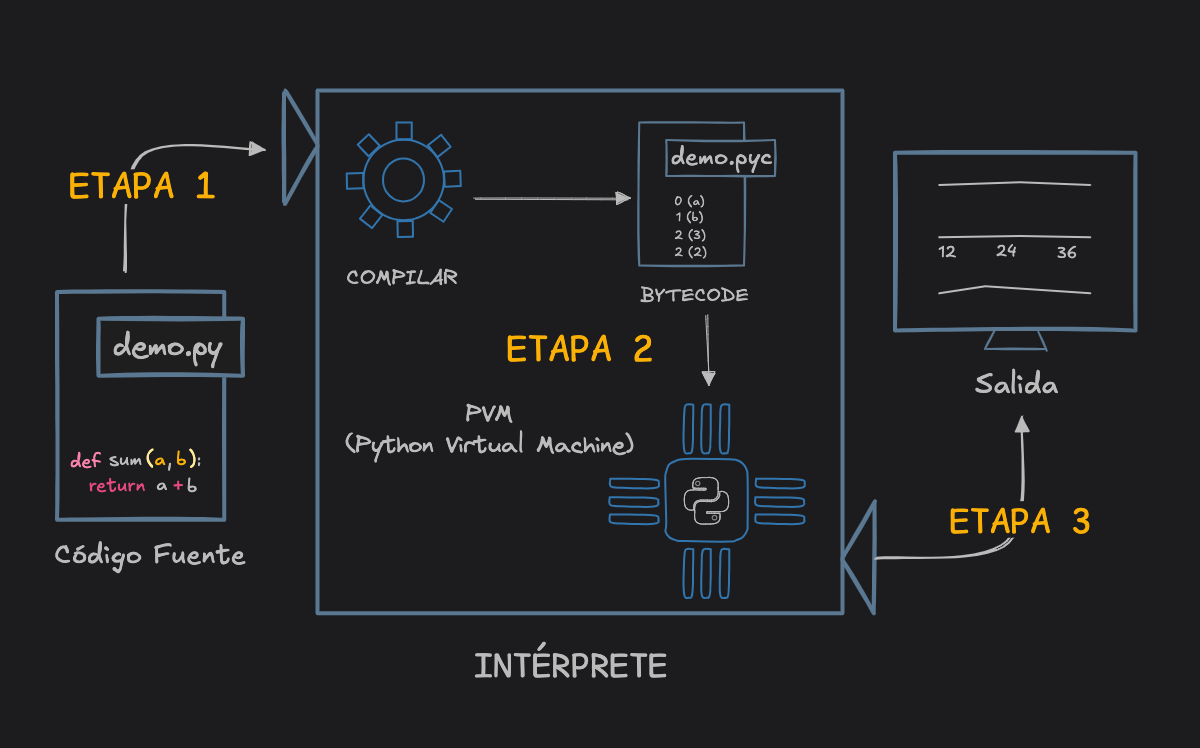 ETAPA 1
demo.py
def sum(a,b):
return a+b
Código Fuente
COMPILAR
demo.pyc
0 (a)
1 (b)
2 (3)
2 (2)
BYTECODE
ETAPA 2
PVM
(Python Virtual Machine)
INTÉRPRETE
12 24 36
Salida
ETAPA 3